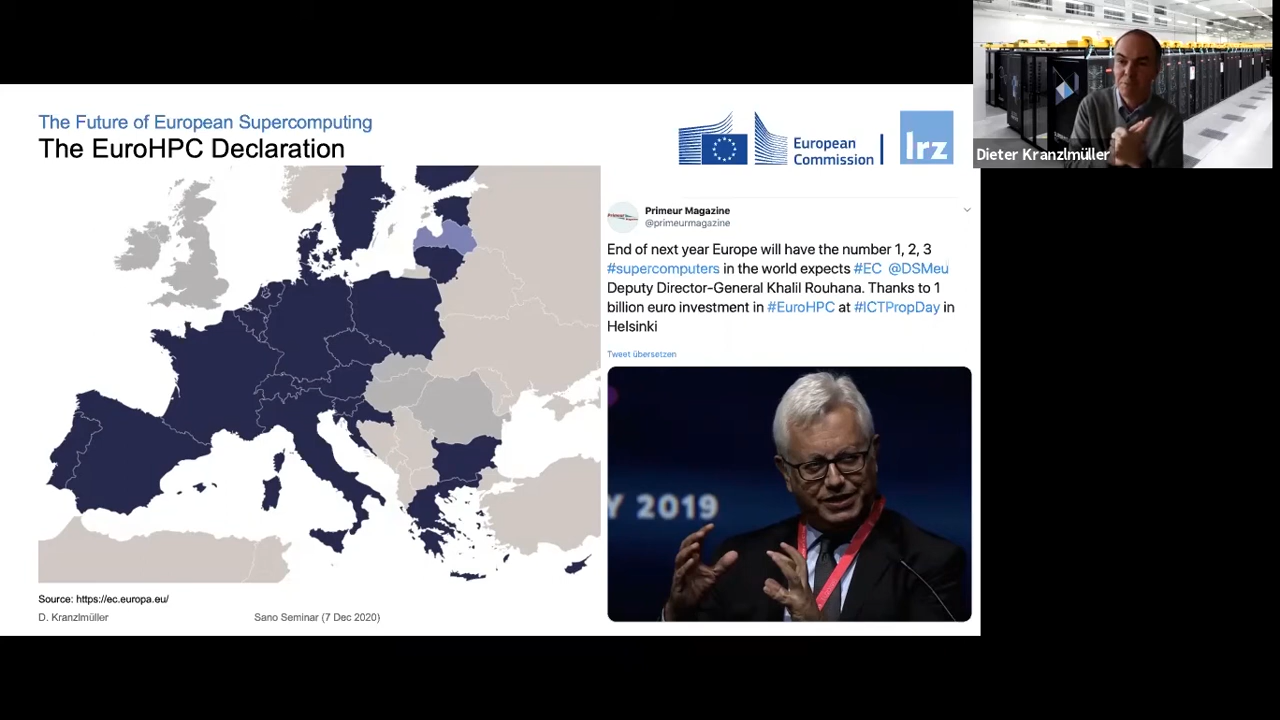 The Future of European Supercomputing
The EuroHPC Declaration
European
Commission
lrz
Dieter Kranzlmüller
Primeur Magazine
@primeurmagazine
End of next year Europe will have the number 1, 2, 3
#supercomputers in the world expects #EC @DSMeu
Deputy Director-General Khalil Rouhana. Thanks to 1
billion euro investment in #EuroHPC at #ICTPropDay in
Helsinki
Tweet übersetzen
Y 2019
Source: https://ec.europa.eu/
D. Kranzlmüller
Sano Seminar (7 Dec 2020)